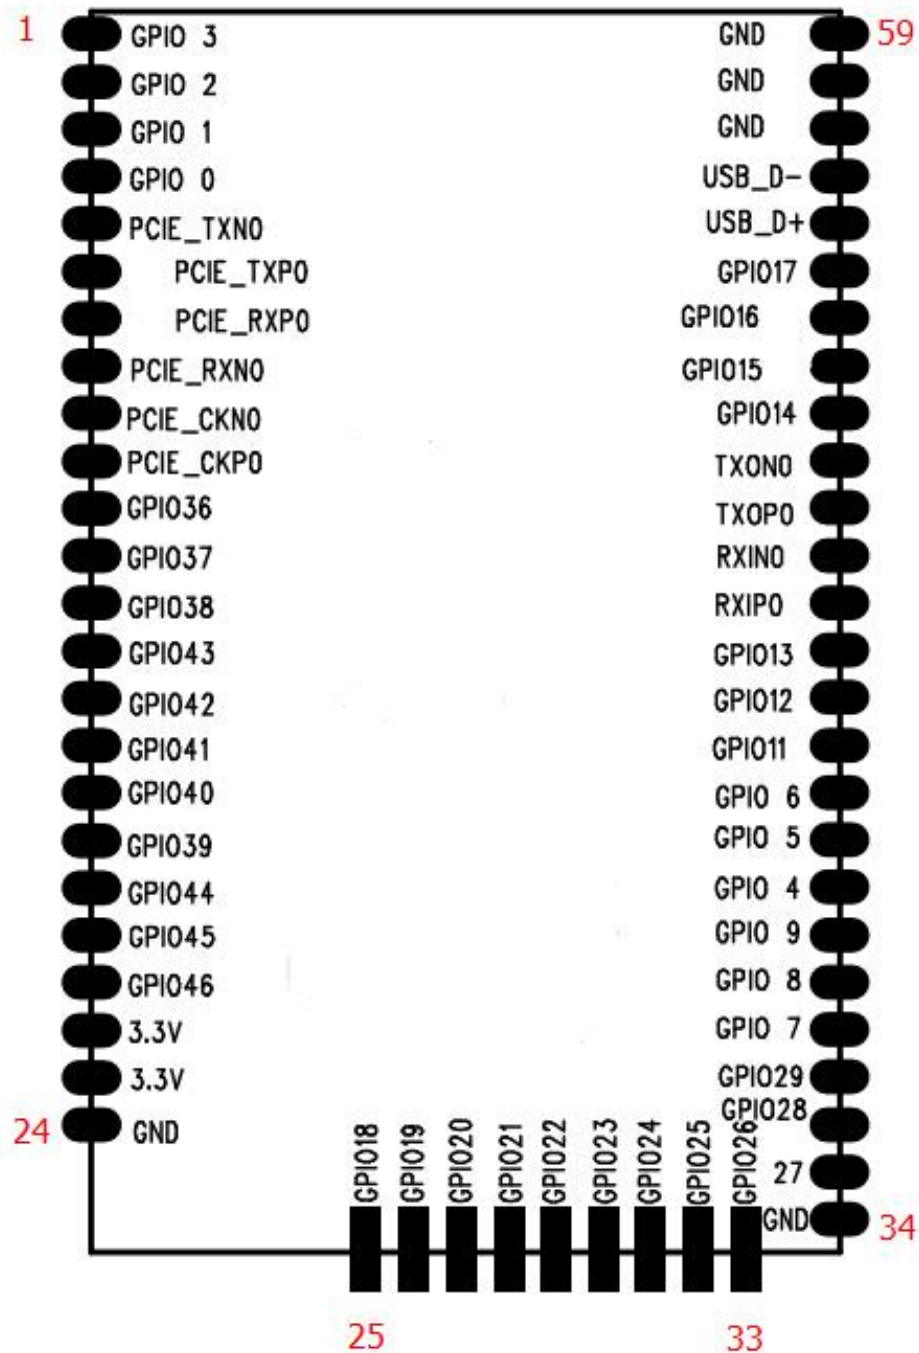 1 GPIO 3 GND 59
GPIO 2 GND
GPIO 1 GND
GPIO 0 USB_D-
PCIE_TXN0 USB_D+
PCIE_TXP0 GPIO17
PCIE_RXP0 GPIO16
PCIE_RXN0 GPIO15
PCIE_CKN0 GPIO14
PCIE_CKP0 TXON0
GPIO36 TXOP0
GPIO37 RXIN0
GPIO38 RXIP0
GPIO43 GPIO13
GPIO42 GPIO12
GPIO41 GPIO11
GPIO40 GPIO 6
GPIO39 GPIO 5
GPIO44 GPIO 4
GPIO45 GPIO 9
GPIO46 GPIO 8
3.3V GPIO 7
3.3V GPIO29
24 GND GPIO28
27
GND 34
GPIO18
GPIO19
GPIO20
GPIO21
GPIO22
GPIO23
GPIO24
GPIO25
GPIO26
25 33